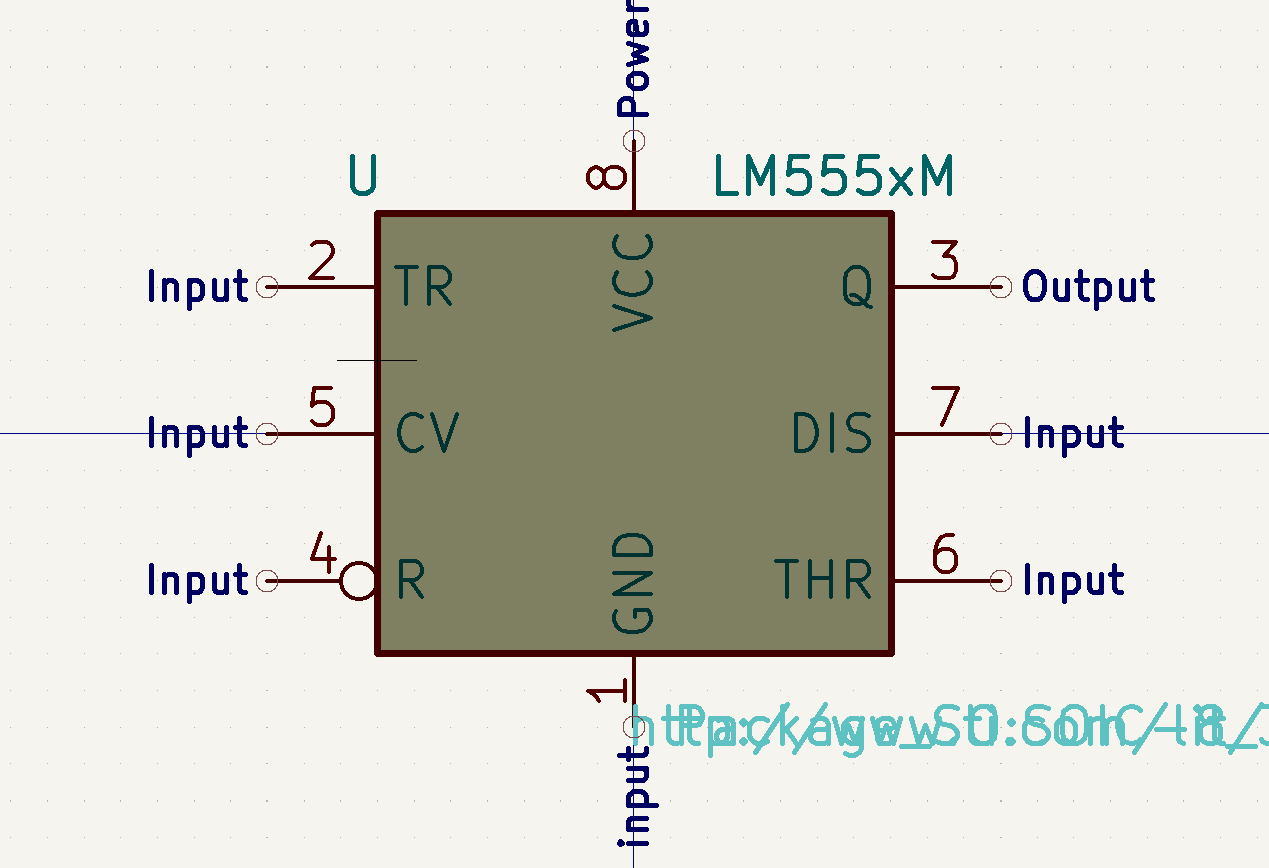 Power
U
8
LM555xM
2
TR
VCC
Q
3
Output
Input
5
CV
DIS
7
Input
Input
4
R
GND
THR
6
Input
Input
1
input